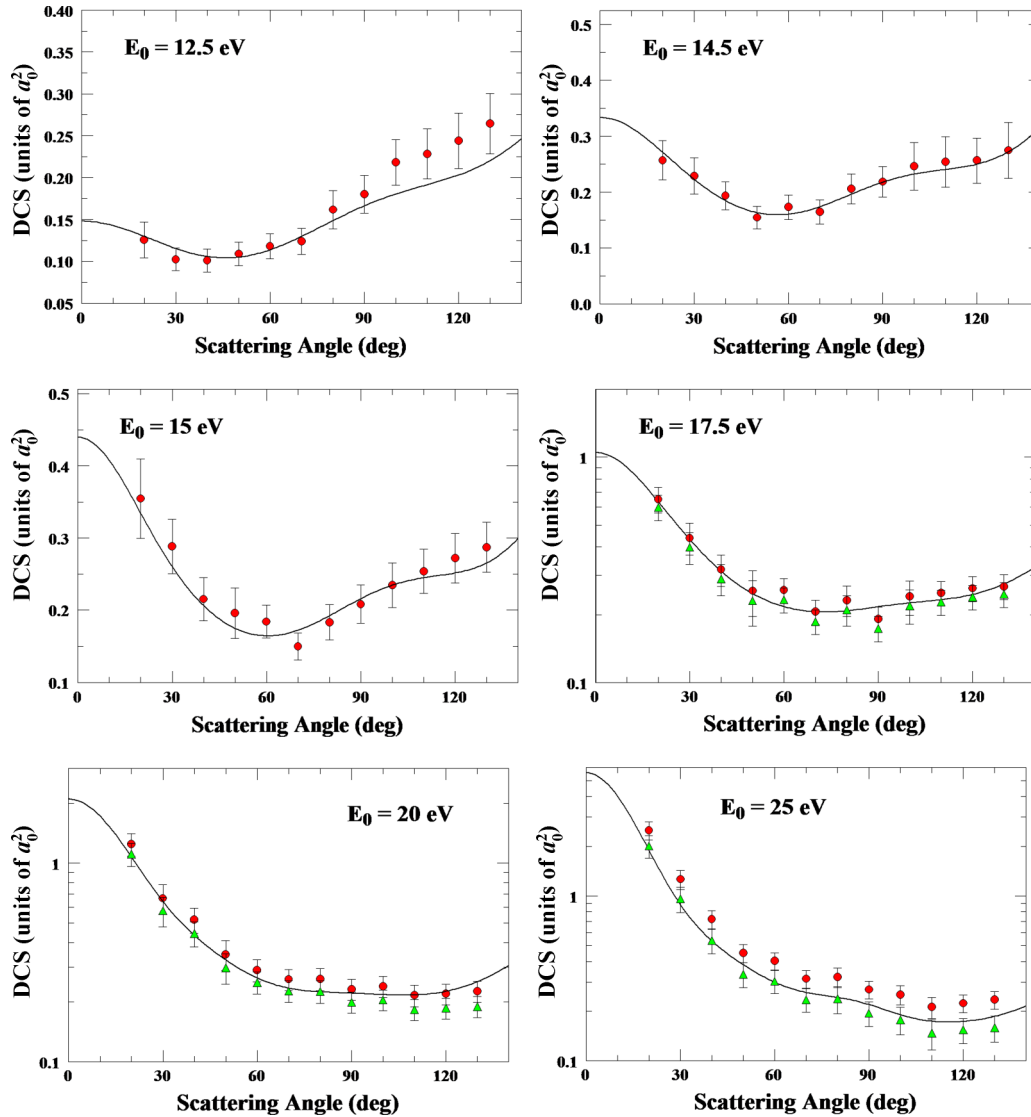 E₀ = 12.5 eV
DCS (units of a₀²)
0.40
0.35
0.30
0.25
0.20
0.15
0.10
0.05
0 30 60 90 120
Scattering Angle (deg)
E₀ = 14.5 eV
DCS (units of a₀²)
0.5
0.4
0.3
0.2
0.1
0.0
0 30 60 90 120
Scattering Angle (deg)
E₀ = 15 eV
DCS (units of a₀²)
0.5
0.4
0.3
0.2
0.1
0 30 60 90 120
Scattering Angle (deg)
E₀ = 17.5 eV
DCS (units of a₀²)
1
0.1
0 30 60 90 120
Scattering Angle (deg)
E₀ = 20 eV
DCS (units of a₀²)
1
0.1
0 30 60 90 120
Scattering Angle (deg)
E₀ = 25 eV
DCS (units of a₀²)
1
0.1
0 30 60 90 120
Scattering Angle (deg)